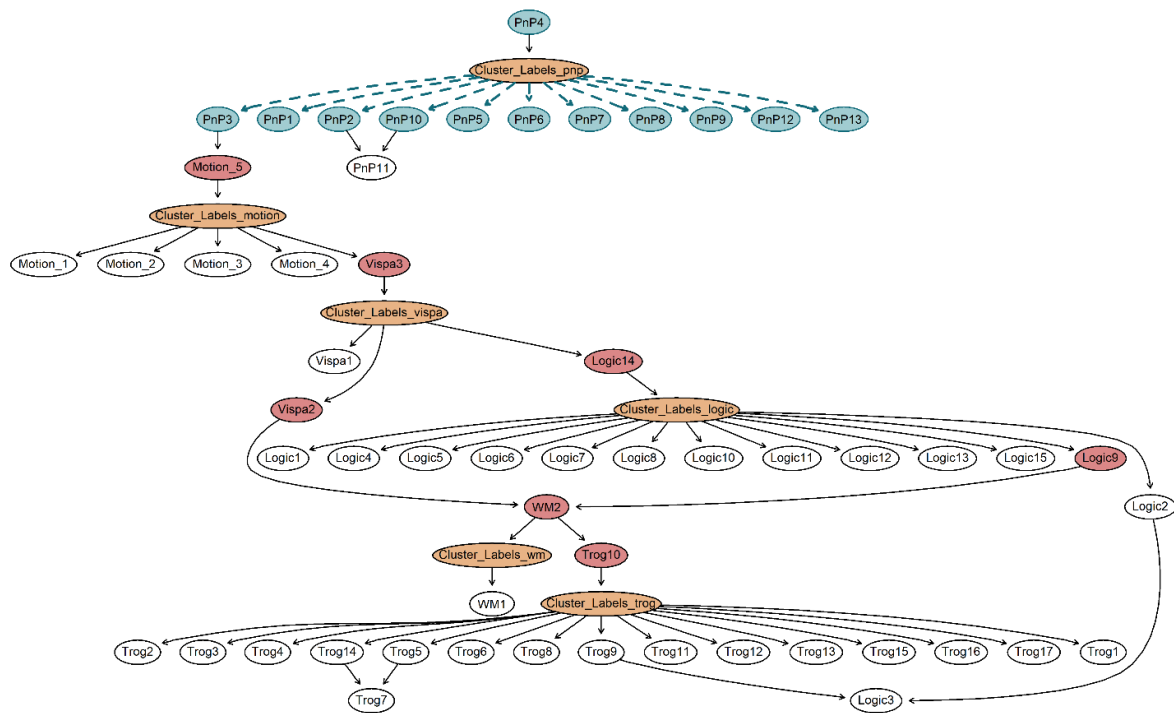 PnP4
Cluster_Labels_pnp
PnP3 PnP1 PnP2 PnP10 PnP5 PnP6 PnP7 PnP8 PnP9 PnP12 PnP13
Motion_5 PnP11
Cluster_Labels_motion
Motion_1 Motion_2 Motion_3 Motion_4 Vispa3
Cluster_Labels_vispa
Vispa1 Logic14
Vispa2 Cluster_Labels_logic
Logic1 Logic4 Logic5 Logic6 Logic7 Logic8 Logic10 Logic11 Logic12 Logic13 Logic15 Logic9
WM2 Logic2
Cluster_Labels_wm Trog10
WM1 Cluster_Labels_trog
Trog2 Trog3 Trog4 Trog14 Trog5 Trog6 Trog8 Trog9 Trog11 Trog12 Trog13 Trog15 Trog16 Trog17 Trog1
Trog7 Logic3